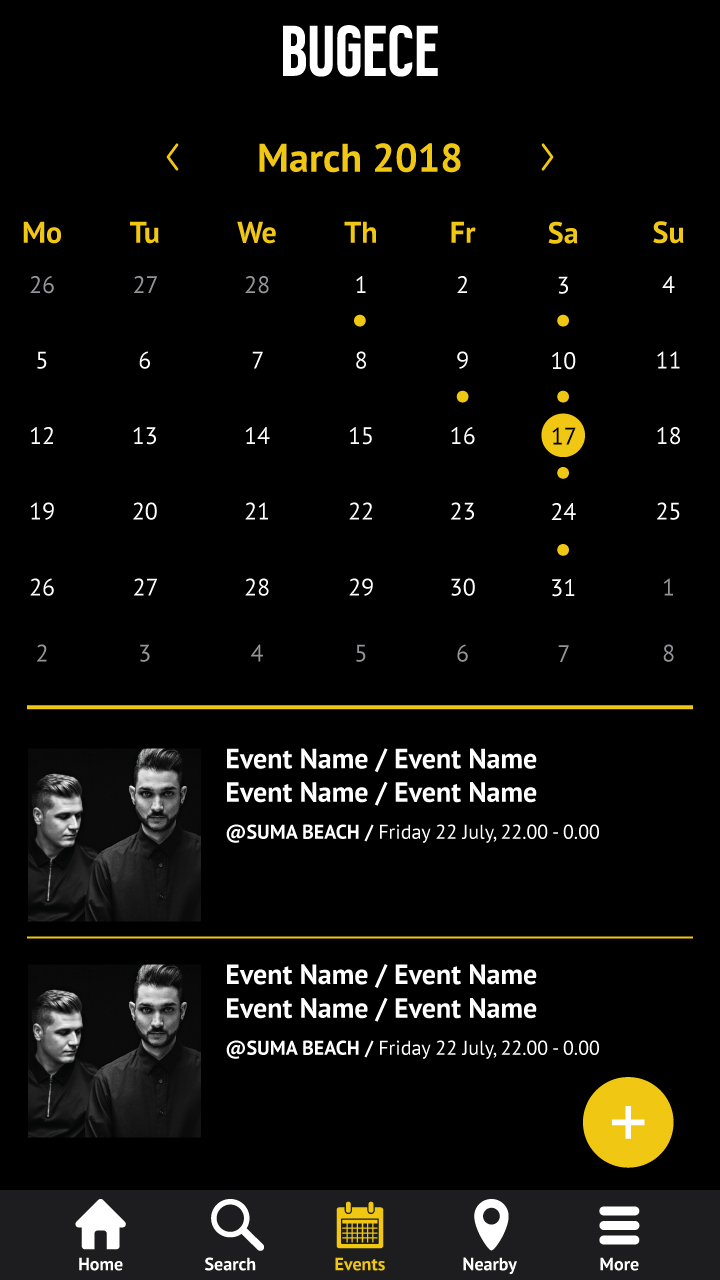 BUGECE
March 2018
Mo Tu We Th Fr Sa Su
26 27 28 1 2 3 4
5 6 7 8 9 10 11
12 13 14 15 16 17 18
19 20 21 22 23 24 25
26 27 28 29 30 31 1
2 3 4 5 6 7 8
Event Name / Event Name
Event Name / Event Name
@SUMA BEACH / Friday 22 July, 22.00 - 0.00
Event Name / Event Name
Event Name / Event Name
@SUMA BEACH / Friday 22 July, 22.00 - 0.00
Home Search Events Nearby More